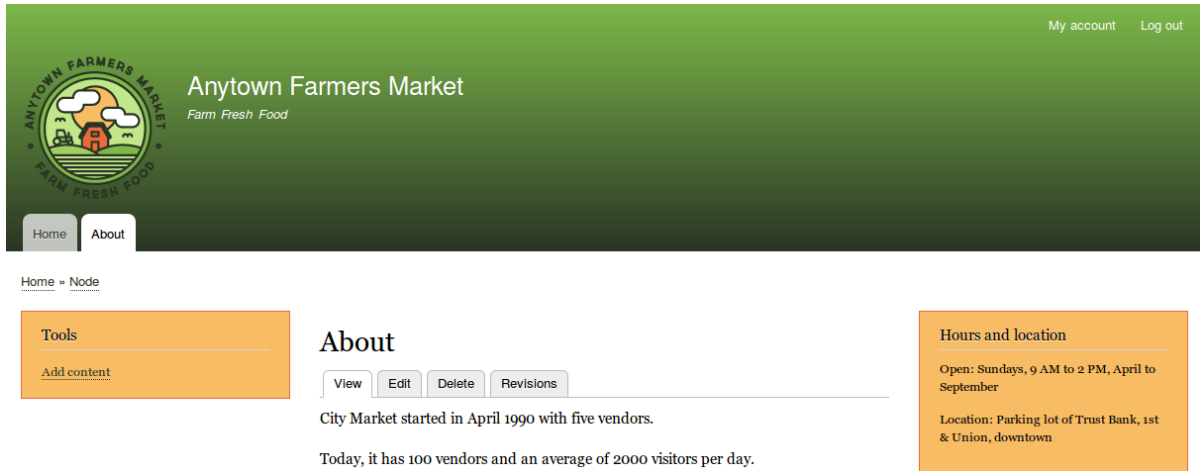 My account Log out
ANYTOWN FARMERS MARKET
FARM FRESH FOOD
Anytown Farmers Market
Farm Fresh Food
Home About
Home » Node
Tools
Add content
About
View Edit Delete Revisions
City Market started in April 1990 with five vendors.
Today, it has 100 vendors and an average of 2000 visitors per day.
Hours and location
Open: Sundays, 9 AM to 2 PM, April to
September
Location: Parking lot of Trust Bank, 1st
& Union, downtown